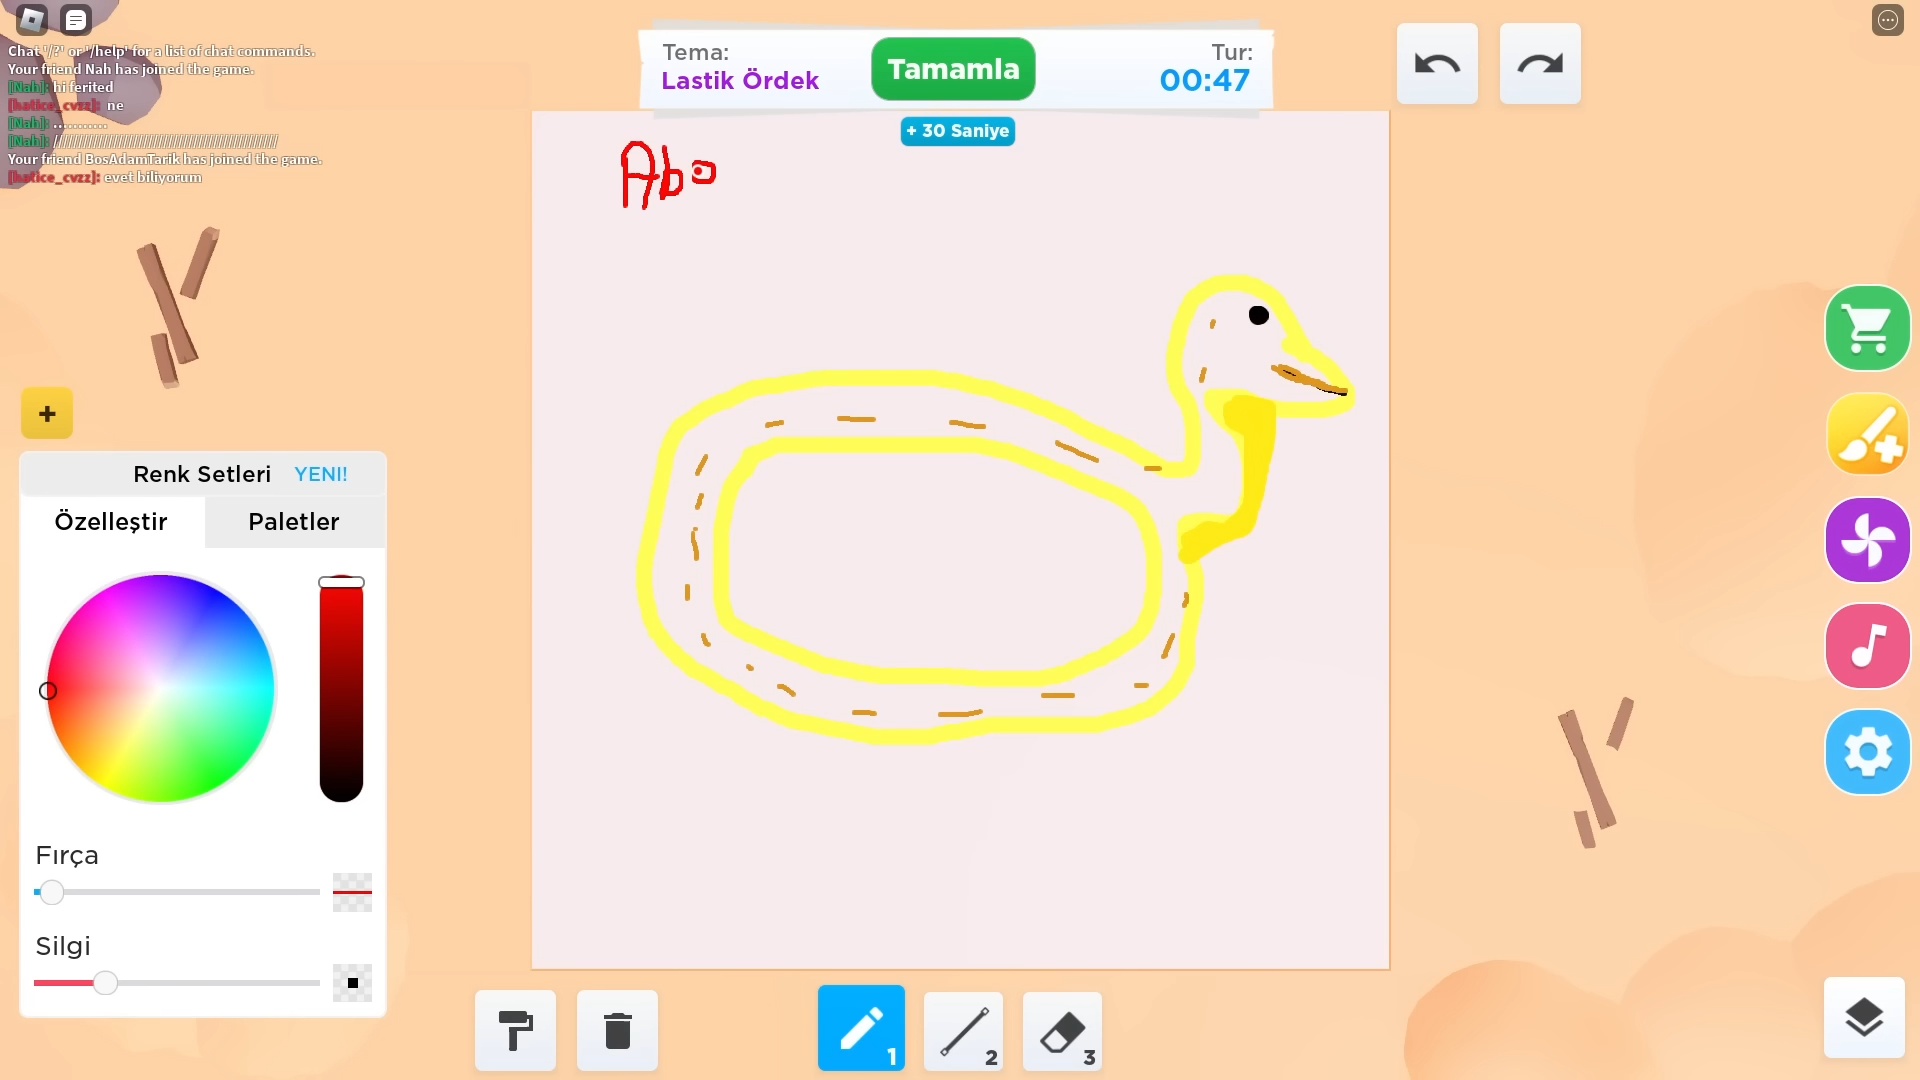 Chat '/?' or '/help' for a list of chat commands.
Your friend Nah has joined the game.
[Nah]: hi ferited
[hatice_cvzz]: ne
[Nah]: ...........
Your friend BosAdamTarik has joined the game.
[hatice_cvzz]: evet biliyorum
Tema:
Lastik Ördek
Tamamla
Tur:
00:47
+ 30 Saniye
Abo
+
Renk Setleri YENI!
Özelleştir
Paletler
Fırça
Silgi
1
2
3